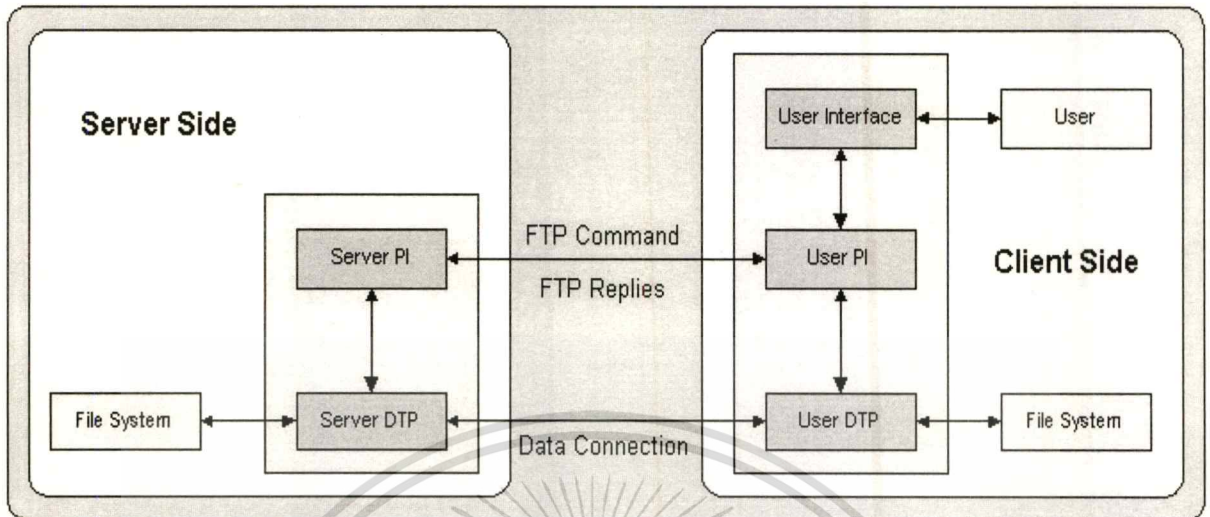 Server Side
User Interface
User
Server PI
FTP Command
FTP Replies
User PI
Client Side
File System
Server DTP
Data Connection
User DTP
File System